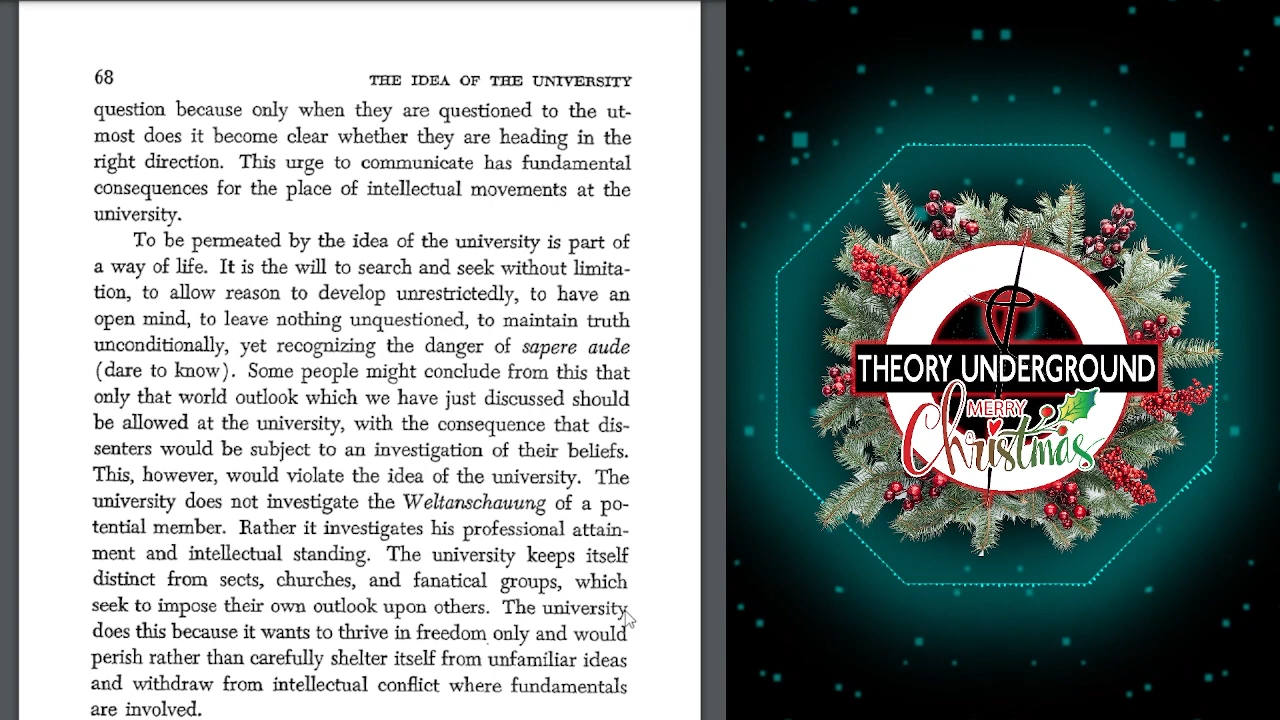 68 THE IDEA OF THE UNIVERSITY
question because only when they are questioned to the ut-
most does it become clear whether they are heading in the
right direction. This urge to communicate has fundamental
consequences for the place of intellectual movements at the
university.
To be permeated by the idea of the university is part of
a way of life. It is the will to search and seek without limita-
tion, to allow reason to develop unrestrictedly, to have an
open mind, to leave nothing unquestioned, to maintain truth
unconditionally, yet recognizing the danger of sapere aude
(dare to know). Some people might conclude from this that
only that world outlook which we have just discussed should
be allowed at the university, with the consequence that dis-
senters would be subject to an investigation of their beliefs.
This, however, would violate the idea of the university. The
university does not investigate the Weltanschauung of a po-
tential member. Rather it investigates his professional attain-
ment and intellectual standing. The university keeps itself
distinct from sects, churches, and fanatical groups, which
seek to impose their own outlook upon others. The university
does this because it wants to thrive in freedom only and would
perish rather than carefully shelter itself from unfamiliar ideas
and withdraw from intellectual conflict where fundamentals
are involved.
THEORY UNDERGROUND
MERRY
Christmas